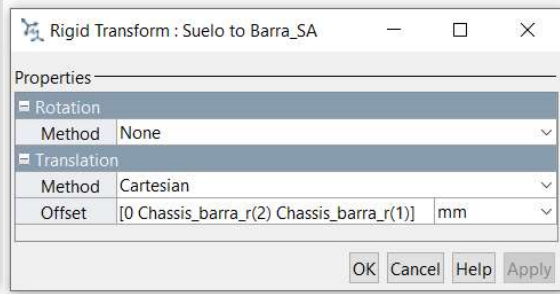 Rigid Transform : Suelo to Barra_SA
Properties
Rotation
Method None
Translation
Method Cartesian
Offset [0 Chassis_barra_r(2) Chassis_barra_r(1)] mm
OK Cancel Help Apply